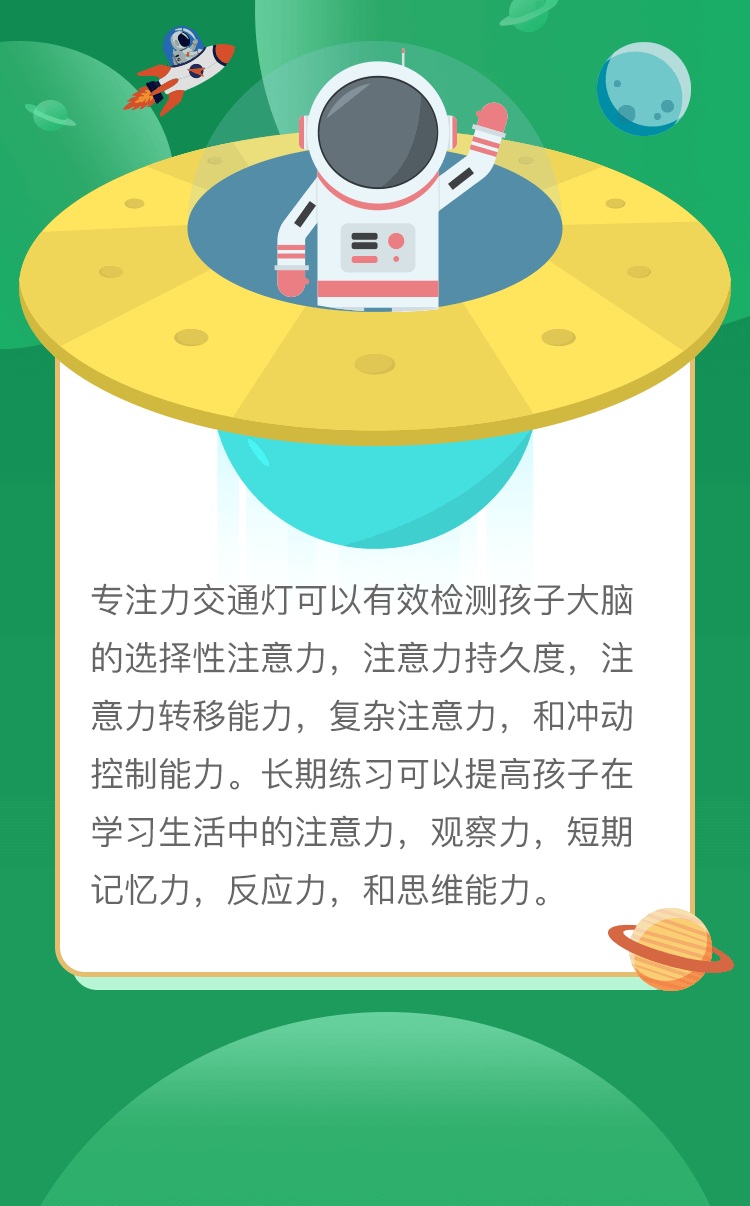 专注力交通灯可以有效检测孩子大脑
的选择性注意力，注意力持久度，注
意力转移能力，复杂注意力，和冲动
控制能力。长期练习可以提高孩子在
学习生活中的注意力，观察力，短期
记忆力，反应力，和思维能力。